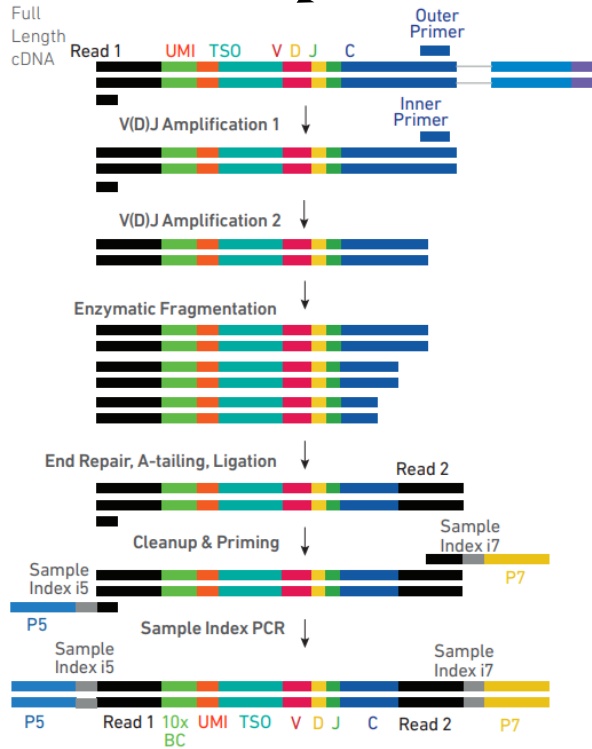 Full
Length
cDNA
Outer
Primer
Read 1 UMI TSO V D J C
Inner
Primer
V(D)J Amplification 1
V(D)J Amplification 2
Enzymatic Fragmentation
End Repair, A-tailing, Ligation
Read 2
Sample
Index i7
P7
Cleanup & Priming
Sample
Index i5
P5
Sample Index PCR
Sample
Index i5
Sample
Index i7
P5 Read 1 10x UMI TSO V D J C Read 2 P7
BC